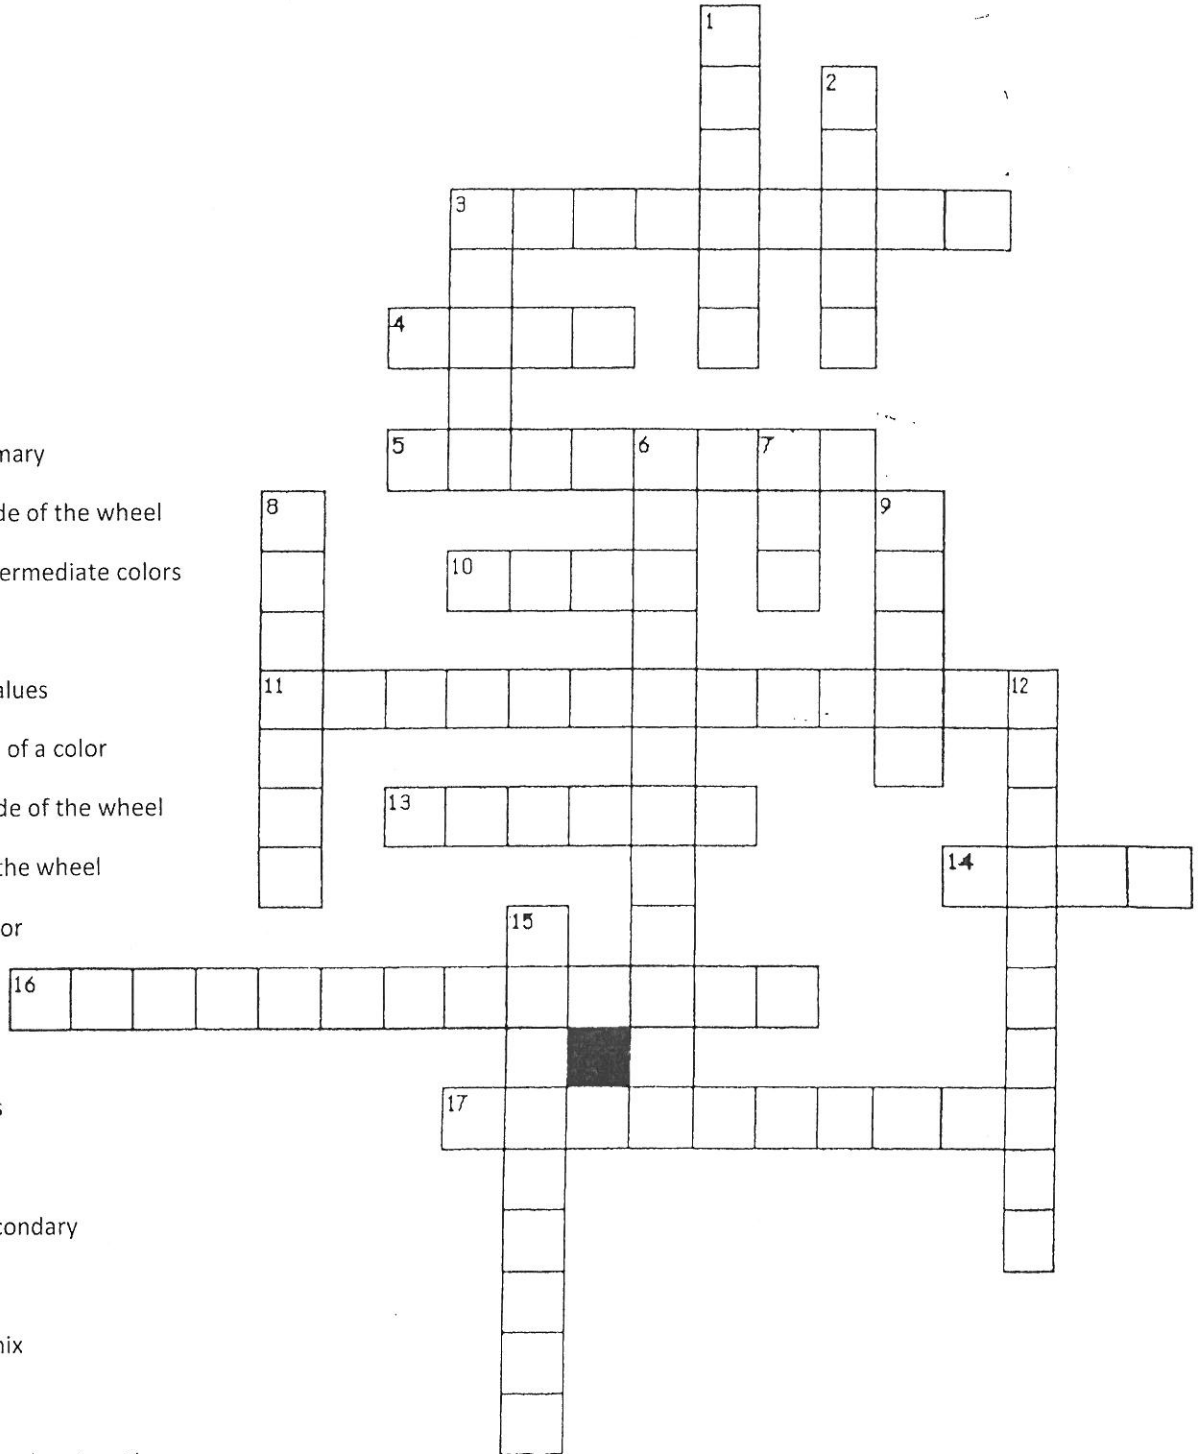 1
2
3
4
5 6 7
mary
8 9
de of the wheel
10
ermediate colors
11 12
alues
of a color
13
de of the wheel
14
the wheel
15
or
16
s
17
condary
nix